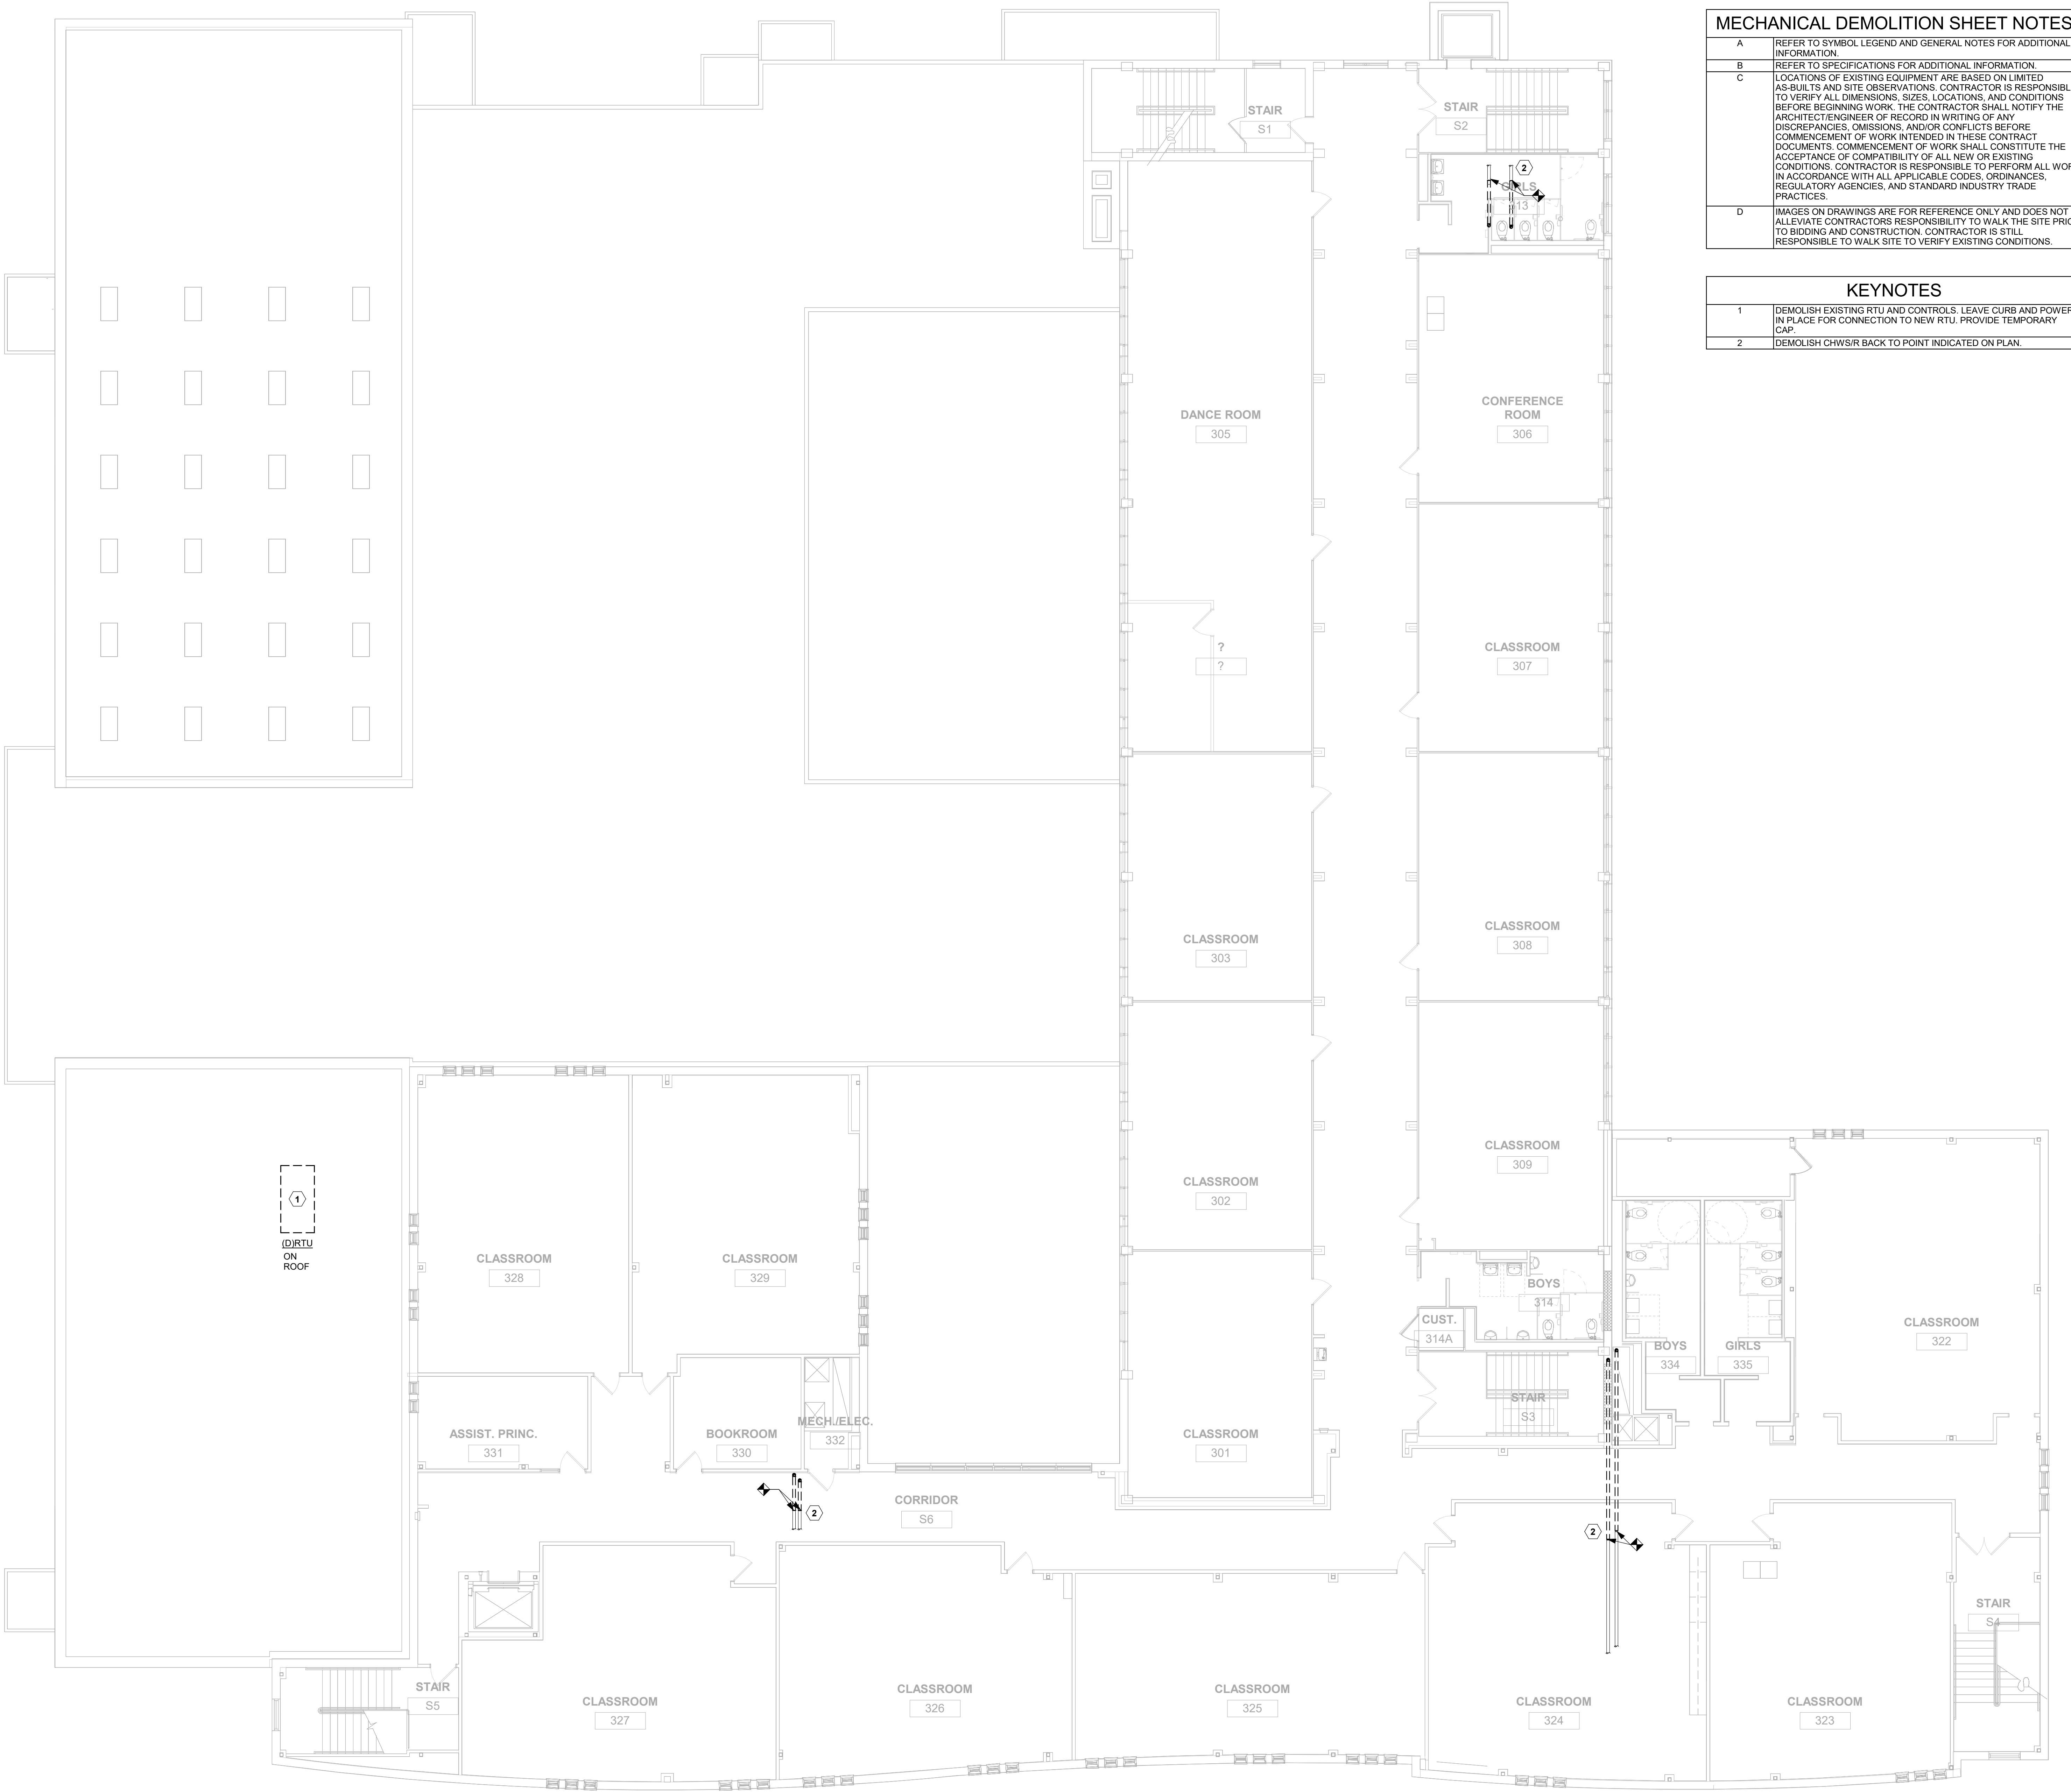 MECHANICAL DEMOLITION SHEET NOTES
A REFER TO SYMBOL LEGEND AND GENERAL NOTES FOR ADDITIONAL
INFORMATION.
B REFER TO SPECIFICATIONS FOR ADDITIONAL INFORMATION.
C LOCATIONS OF EXISTING EQUIPMENT ARE BASED ON LIMITED
AS-BUILTS AND SITE OBSERVATIONS. CONTRACTOR IS RESPONSIBL
TO VERIFY ALL DIMENSIONS, SIZES, LOCATIONS, AND CONDITIONS
BEFORE BEGINNING WORK. THE CONTRACTOR SHALL NOTIFY THE
ARCHITECT/ENGINEER OF RECORD IN WRITING OF ANY
DISCREPANCIES, OMISSIONS, AND/OR CONFLICTS BEFORE
COMMENCEMENT OF WORK INTENDED IN THESE CONTRACT
DOCUMENTS. COMMENCEMENT OF WORK SHALL CONSTITUTE THE
ACCEPTANCE OF COMPATIBILITY OF ALL NEW OR EXISTING
CONDITIONS. CONTRACTOR IS RESPONSIBLE TO PERFORM ALL WOR
IN ACCORDANCE WITH ALL APPLICABLE CODES, ORDINANCES,
REGULATORY AGENCIES, AND STANDARD INDUSTRY TRADE
PRACTICES.
D IMAGES ON DRAWINGS ARE FOR REFERENCE ONLY AND DOES NOT
ALLEVIATE CONTRACTORS RESPONSIBILITY TO WALK THE SITE PRIO
TO BIDDING AND CONSTRUCTION. CONTRACTOR IS STILL
RESPONSIBLE TO WALK SITE TO VERIFY EXISTING CONDITIONS.
KEYNOTES
1 DEMOLISH EXISTING RTU AND CONTROLS. LEAVE CURB AND POWER
IN PLACE FOR CONNECTION TO NEW RTU. PROVIDE TEMPORARY
CAP.
2 DEMOLISH CHWS/R BACK TO POINT INDICATED ON PLAN.
STAIR
S1
STAIR
S2
2
GIRLS
313
DANCE ROOM
305
CONFERENCE
ROOM
306
?
?
CLASSROOM
307
CLASSROOM
303
CLASSROOM
308
CLASSROOM
302
CLASSROOM
309
1
(D)RTU
ON
ROOF
CLASSROOM
328
CLASSROOM
329
BOYS
314
CUST.
314A
BOYS
334
GIRLS
335
CLASSROOM
322
ASSIST. PRINC.
331
BOOKROOM
330
MECH./ELEC.
332
CLASSROOM
301
STAIR
S3
2
CORRIDOR
S6
2
STAIR
S4
STAIR
S5
CLASSROOM
327
CLASSROOM
326
CLASSROOM
325
CLASSROOM
324
CLASSROOM
323